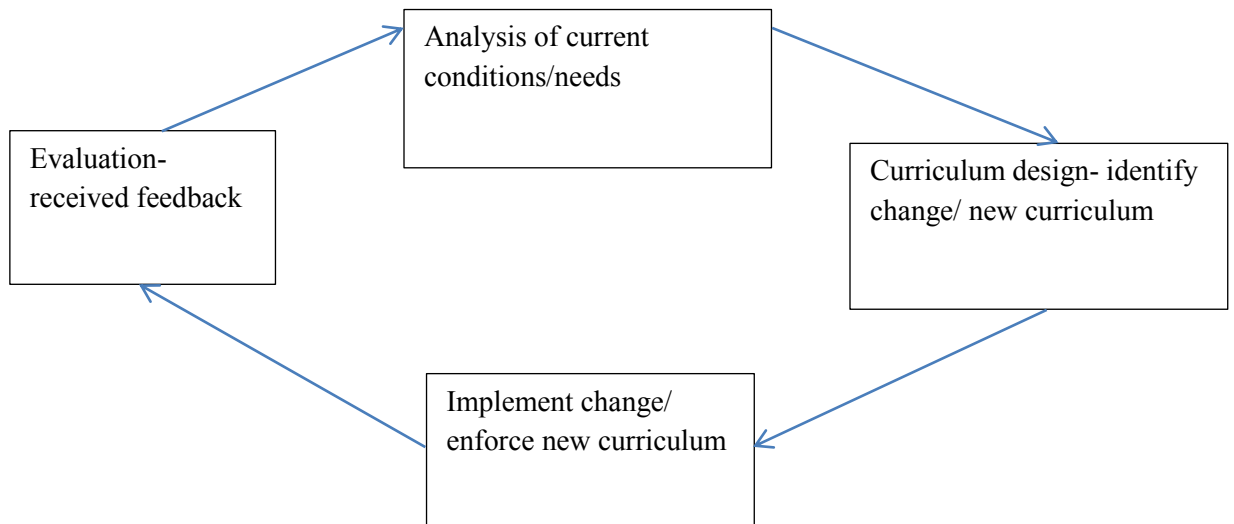 Analysis of current
conditions/needs
Evaluation-
received feedback
Curriculum design- identify
change/ new curriculum
Implement change/
enforce new curriculum